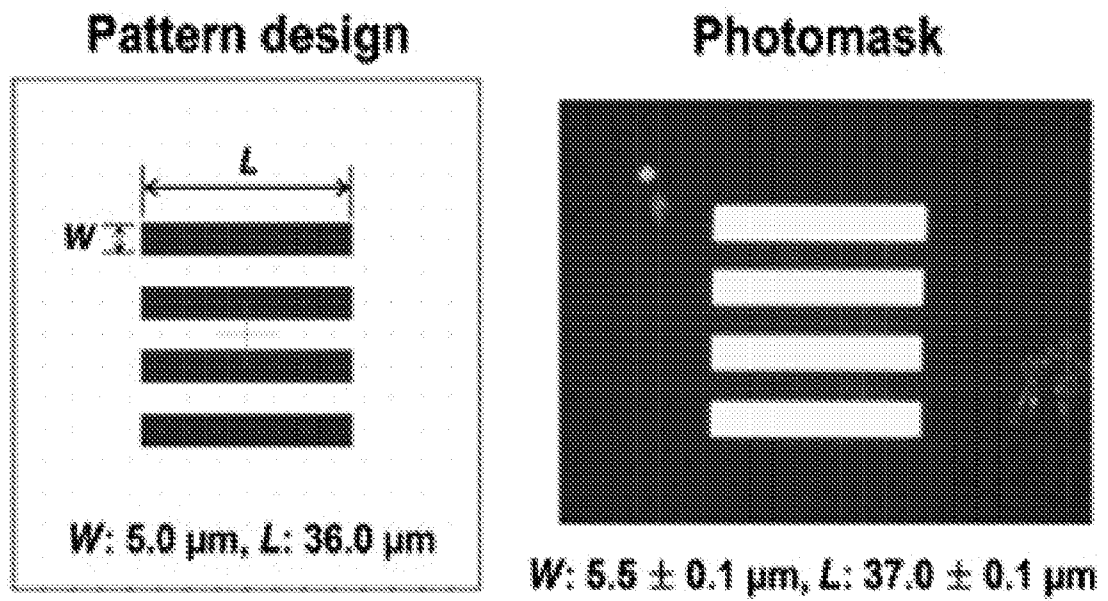 Pattern design
Photomask
L
W
W: 5.0 μm, L: 36.0 μm
W: 5.5 ± 0.1 μm, L: 37.0 ± 0.1 μm